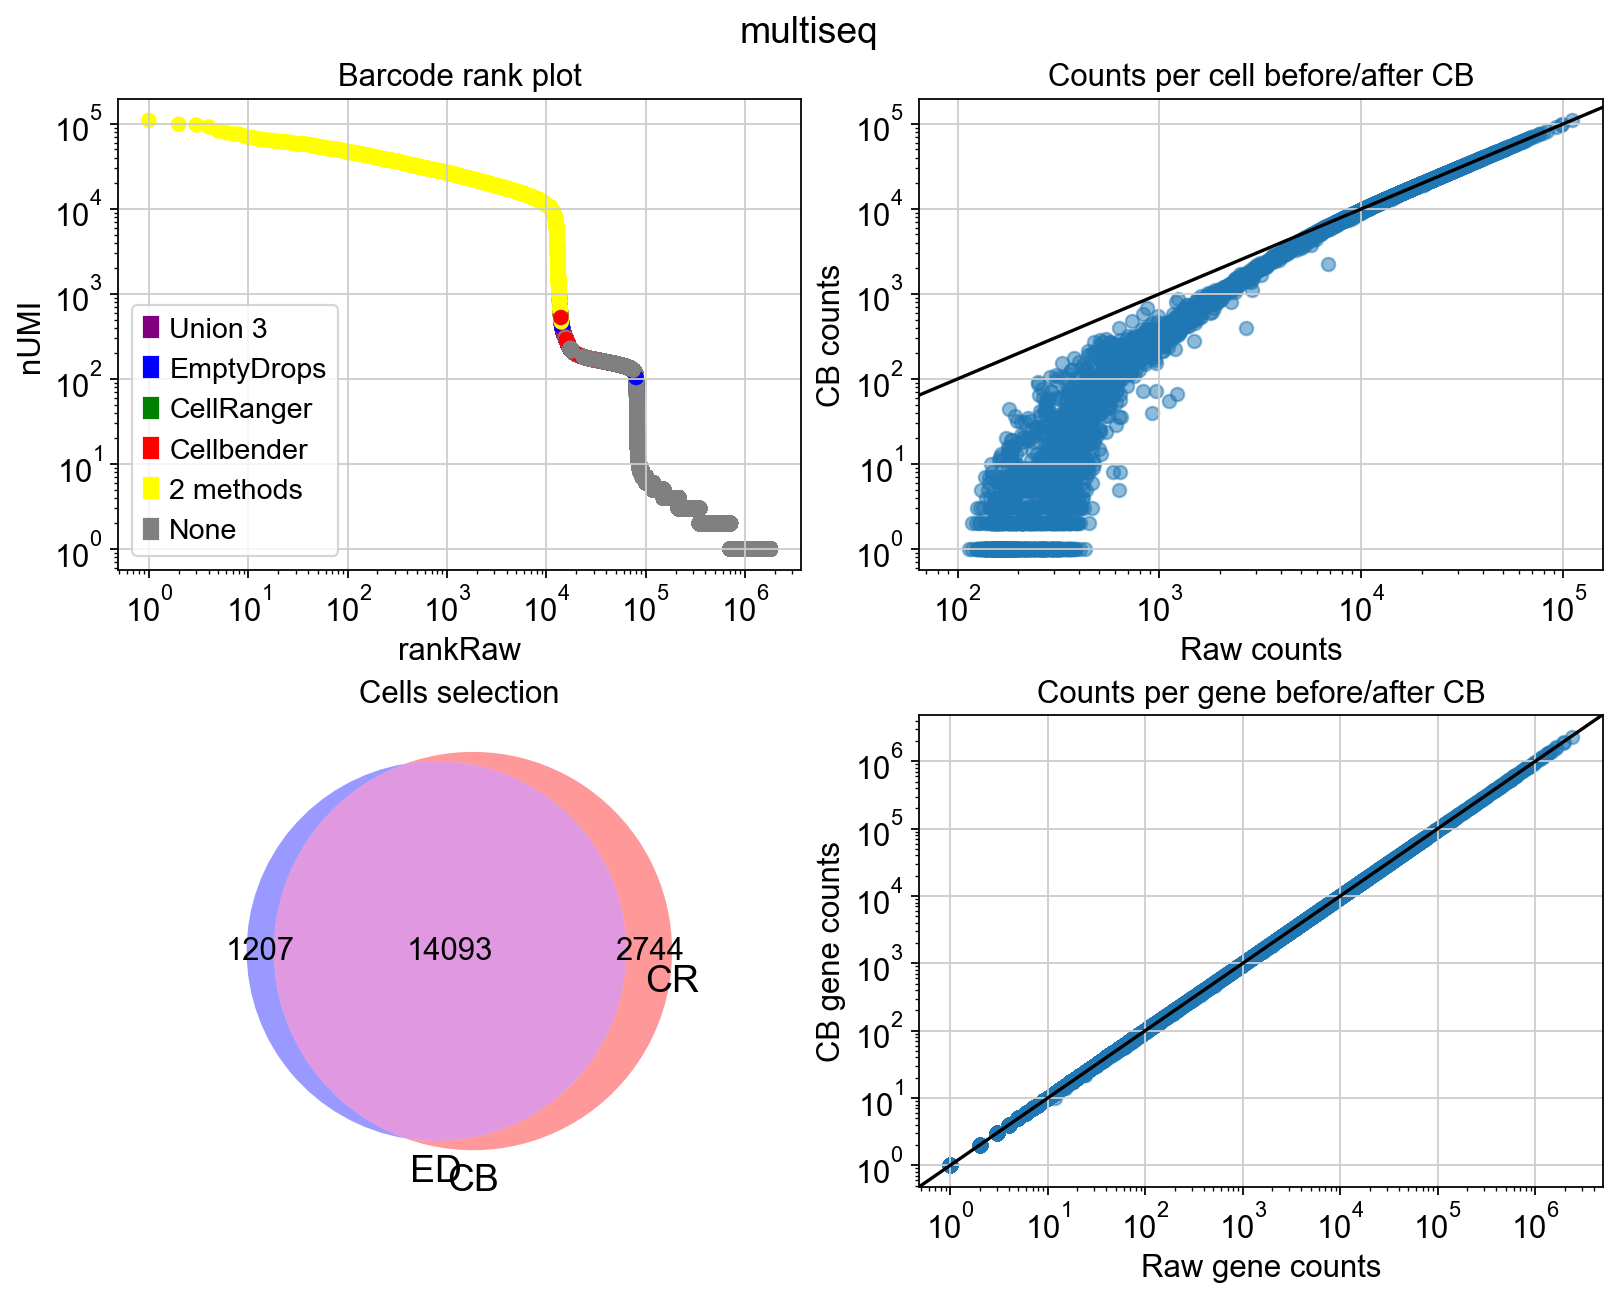 multiseq
Barcode rank plot
nUMI
10^5
10^4
10^3
10^2
10^1
10^0
Union 3
EmptyDrops
CellRanger
Cellbender
2 methods
None
10^0 10^1 10^2 10^3 10^4 10^5 10^6
rankRaw
Counts per cell before/after CB
CB counts
10^5
10^4
10^3
10^2
10^1
10^0
10^2 10^3 10^4 10^5
Raw counts
Cells selection
1207 14093 2744
CR
ED
CB
Counts per gene before/after CB
CB gene counts
10^6
10^5
10^4
10^3
10^2
10^1
10^0
10^0 10^1 10^2 10^3 10^4 10^5 10^6
Raw gene counts